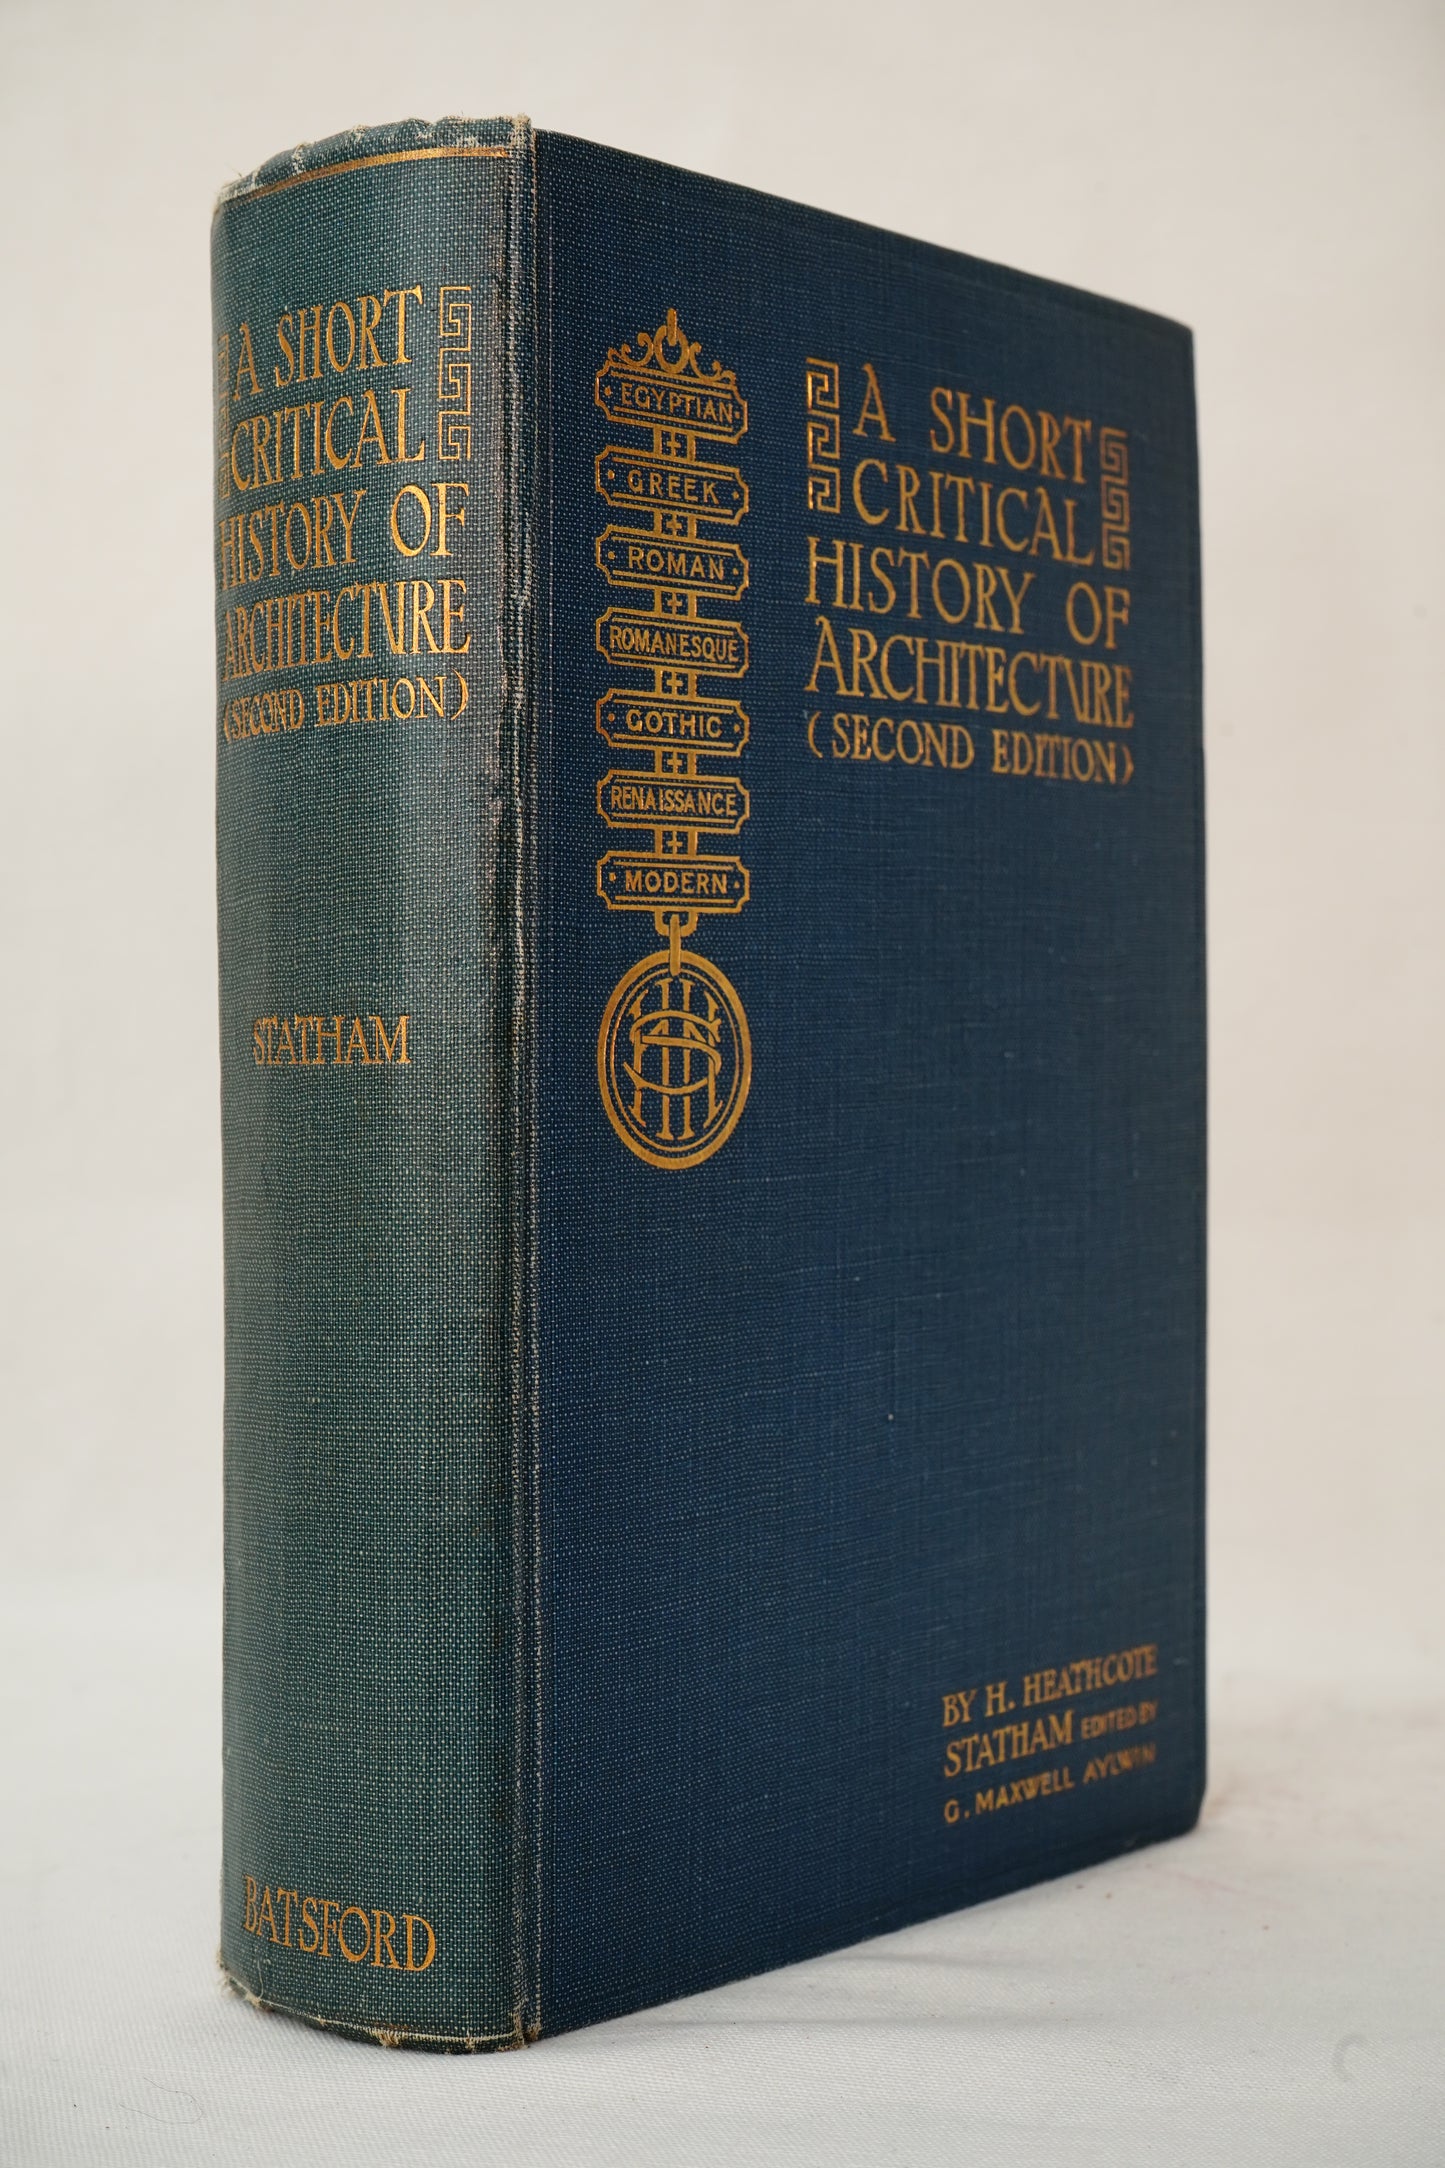 A SHORT
CRITICAL
HISTORY OF
ARCHITECTURE
(SECOND EDITION)
STATHAM
BATSFORD
EGYPTIAN
GREEK
ROMAN
ROMANESQUE
GOTHIC
RENAISSANCE
MODERN
HHS
A SHORT
CRITICAL
HISTORY OF
ARCHITECTURE
(SECOND EDITION)
BY H. HEATHCOTE
STATHAM EDITED BY
G. MAXWELL AYLWIN